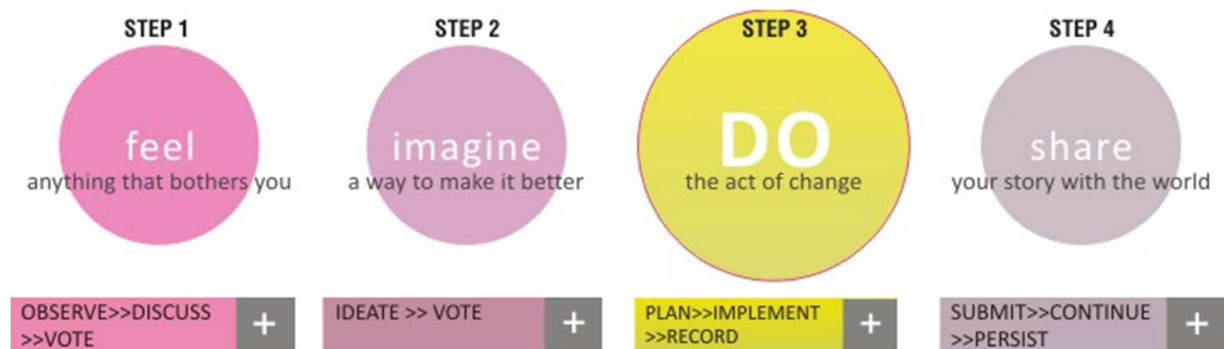 STEP 1
feel
anything that bothers you
OBSERVE>>DISCUSS
>>VOTE
+
STEP 2
imagine
a way to make it better
IDEATE >> VOTE
+
STEP 3
DO
the act of change
PLAN>>IMPLEMENT
>>RECORD
+
STEP 4
share
your story with the world
SUBMIT>>CONTINUE
>>PERSIST
+